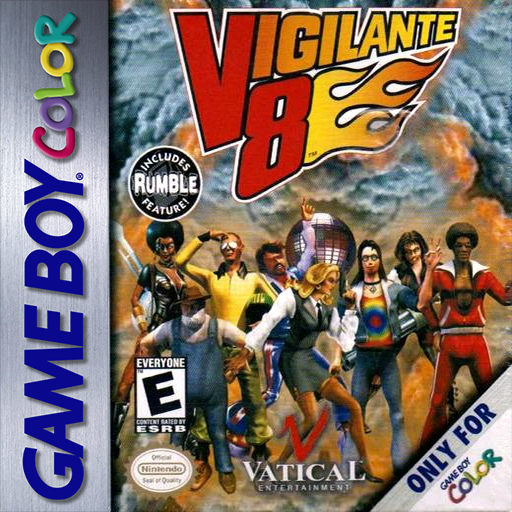 GAME BOY COLOR
VIGILANTE
8
TM
INCLUDES
RUMBLE
FEATURE!
EVERYONE
E
CONTENT RATED BY
ESRB
Official
Nintendo
Seal of Quality
V
VATICAL
ENTERTAINMENT
ONLY FOR
GAME BOY
COLOR